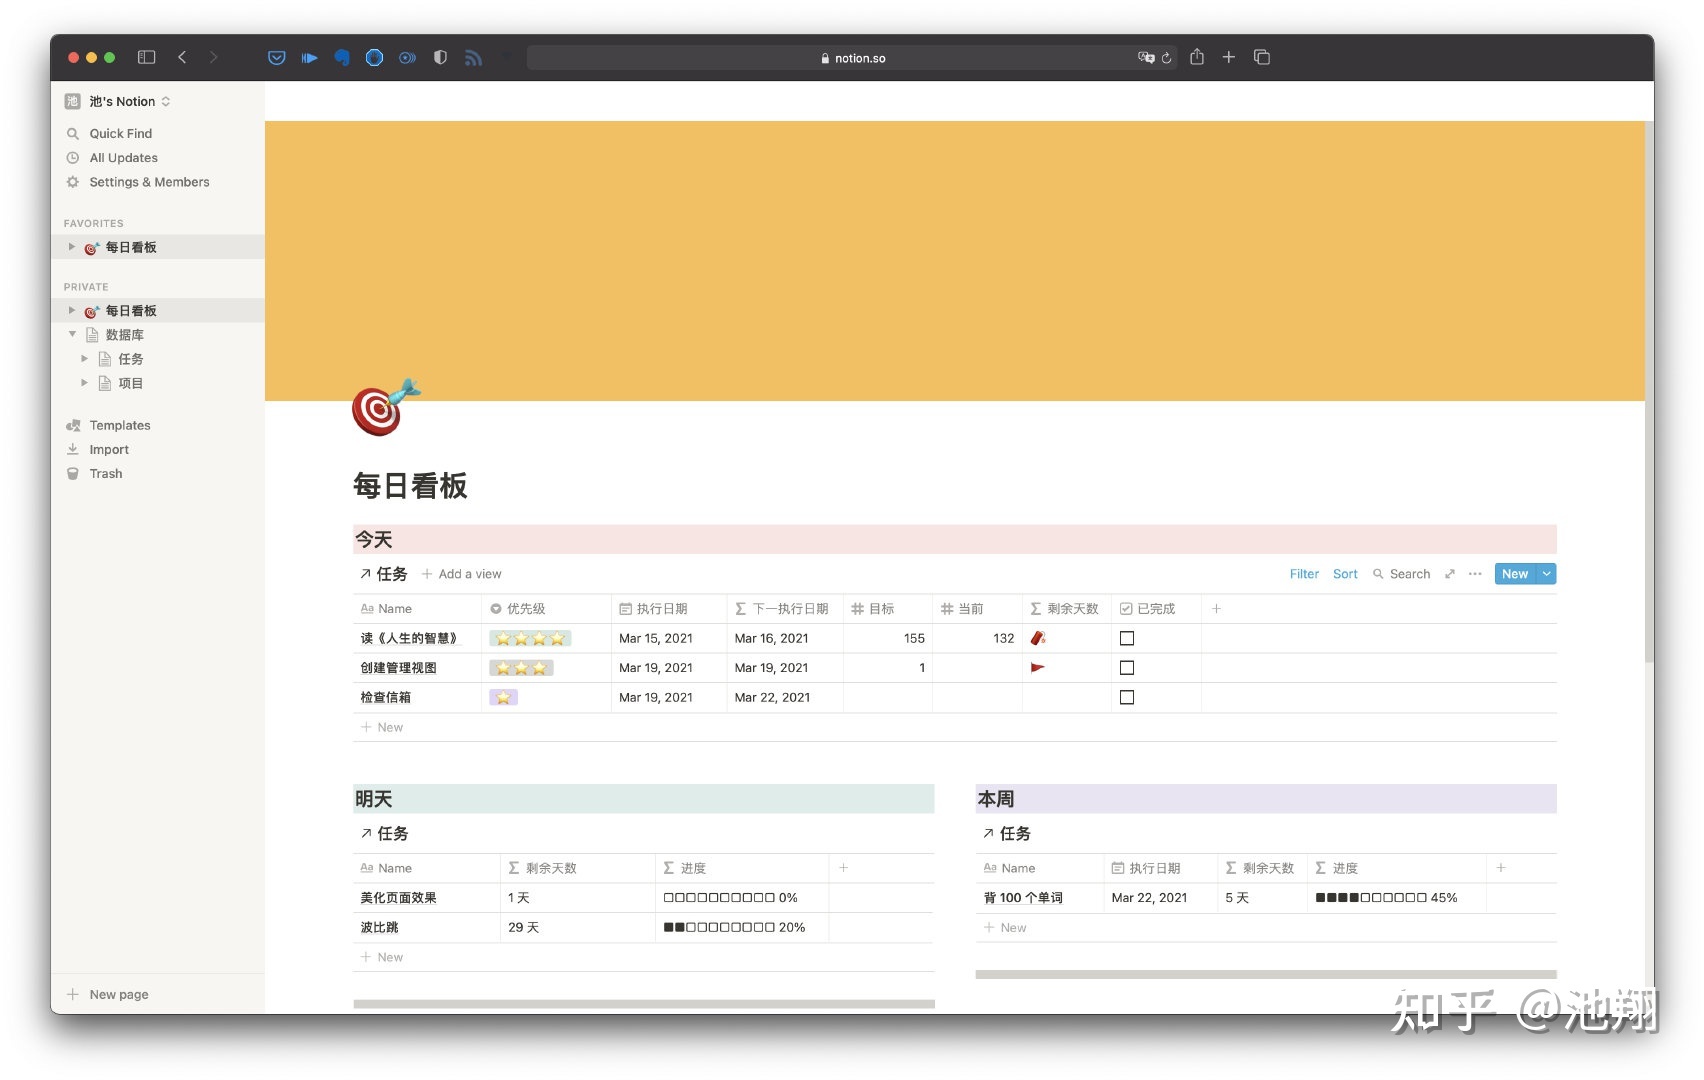 notion.so
池 池's Notion
Quick Find
All Updates
Settings & Members
FAVORITES
每日看板
PRIVATE
每日看板
数据库
任务
项目
Templates
Import
Trash
New page
每日看板
今天
任务 Add a view Filter Sort Search New
Aa Name 优先级 执行日期 下一执行日期 目标 当前 剩余天数 已完成
读《人生的智慧》 Mar 15, 2021 Mar 16, 2021 155 132
创建管理视图 Mar 19, 2021 Mar 19, 2021 1
检查信箱 Mar 19, 2021 Mar 22, 2021
New
明天
任务
Aa Name 剩余天数 进度
美化页面效果 1 天 □□□□□□□□□□ 0%
波比跳 29 天 ■■□□□□□□□□ 20%
New
本周
任务
Aa Name 执行日期 剩余天数 进度
背 100 个单词 Mar 22, 2021 5 天 ■■■■□□□□□□ 45%
New
知乎 @池翔